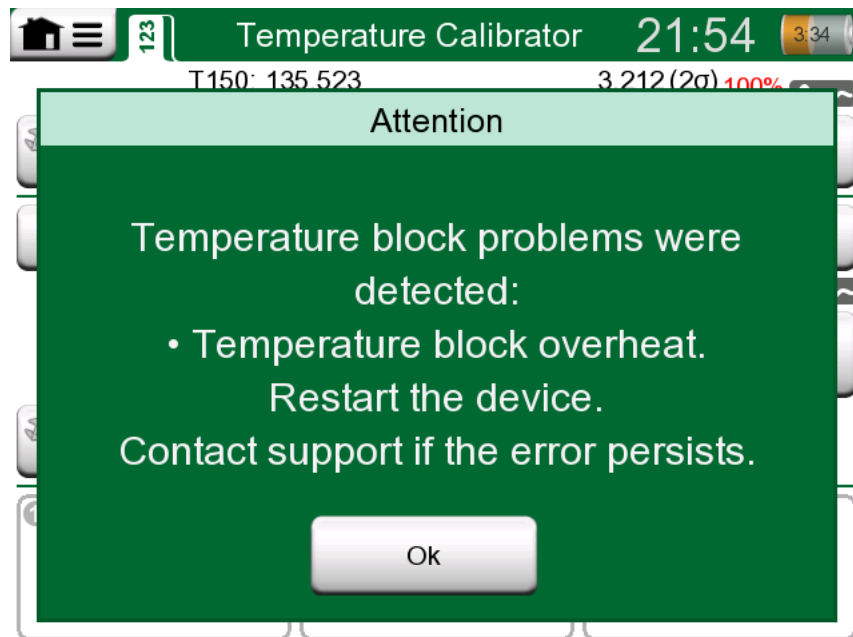 123
Temperature Calibrator
21:54
3:34
T150: 135.523
3.212 (2σ) 100%
Attention
Temperature block problems were
detected:
• Temperature block overheat.
Restart the device.
Contact support if the error persists.
Ok